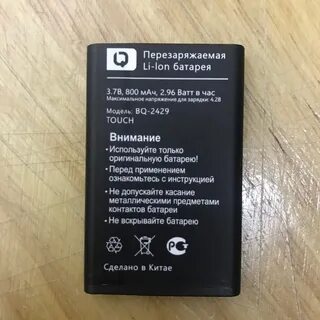 Перезаряжаемая
Li-Ion батарея
3.7В, 800 мАч, 2.96 Ватт в час
Максимальное напряжение для зарядки: 4.2В
Модель: BQ-2429
TOUCH
Внимание
•Используйте только
оригинальную батарею!
•Перед применением
ознакомьтесь с инструкцией
•Не допускайте касание
металлическими предметами
контактов батареи
•Не вскрывайте батарею
Сделано в Китае